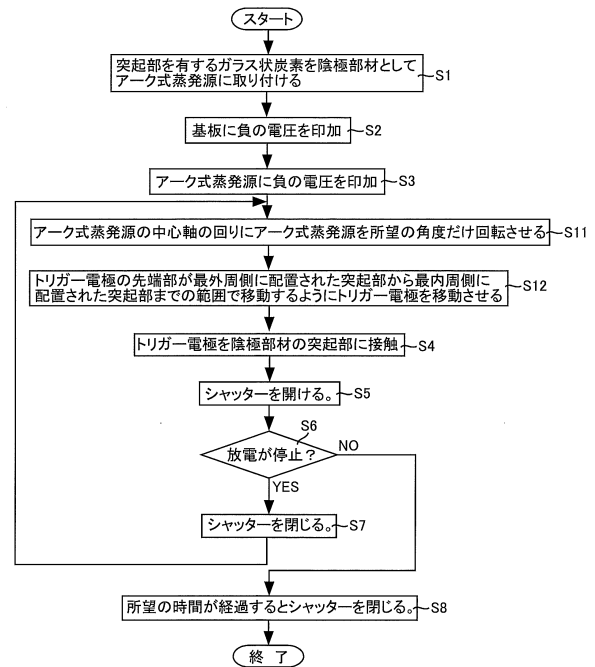 スタート
突起部を有するガラス状炭素を陰極部材として
アーク式蒸発源に取り付ける
S1
基板に負の電圧を印加
S2
アーク式蒸発源に負の電圧を印加
S3
アーク式蒸発源の中心軸の回りにアーク式蒸発源を所望の角度だけ回転させる
S11
トリガー電極の先端部が最外周側に配置された突起部から最内周側に
配置された突起部までの範囲で移動するようにトリガー電極を移動させる
S12
トリガー電極を陰極部材の突起部に接触
S4
シャッターを開ける。
S5
S6
放電が停止?
NO
YES
シャッターを閉じる。
S7
所望の時間が経過するとシャッターを閉じる。
S8
終了